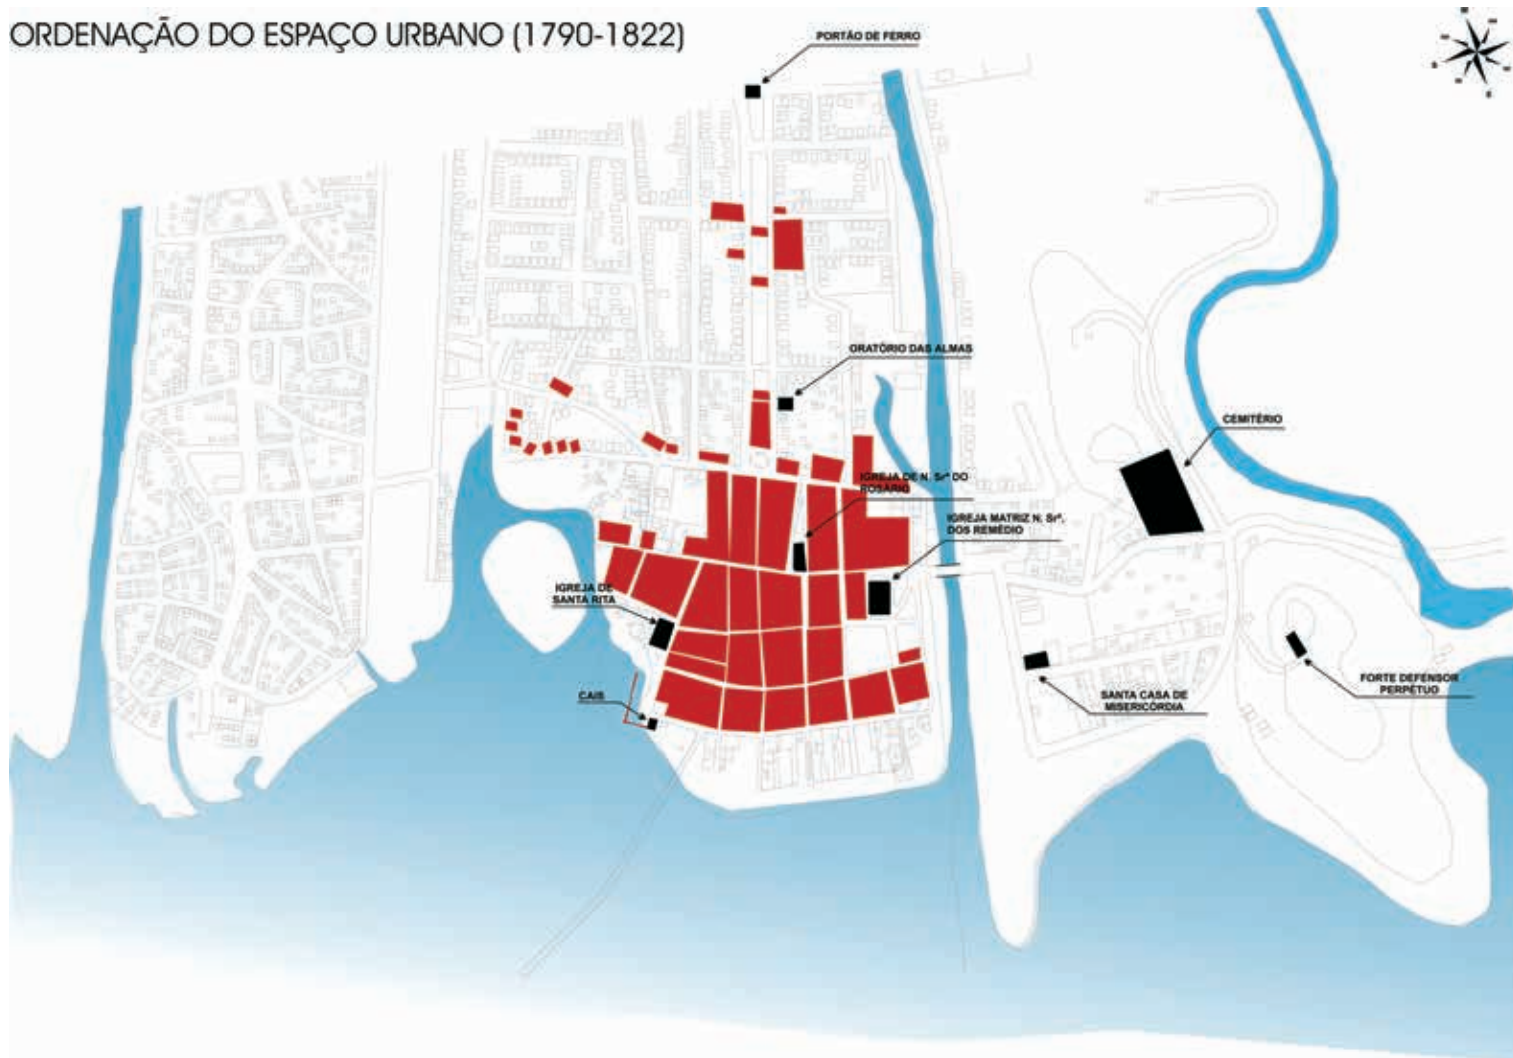 ORDENAÇÃO DO ESPAÇO URBANO (1790-1822)
PORTÃO DE FERRO
ORATÓRIO DAS ALMAS
CEMITÉRIO
IGREJA DE N. Srª DO
ROSÁRIO
IGREJA MATRIZ N. Srª.
DOS REMÉDIO
IGREJA DE
SANTA RITA
CAIS
SANTA CASA DE
MISERICÓRDIA
FORTE DEFENSOR
PERPÉTUO